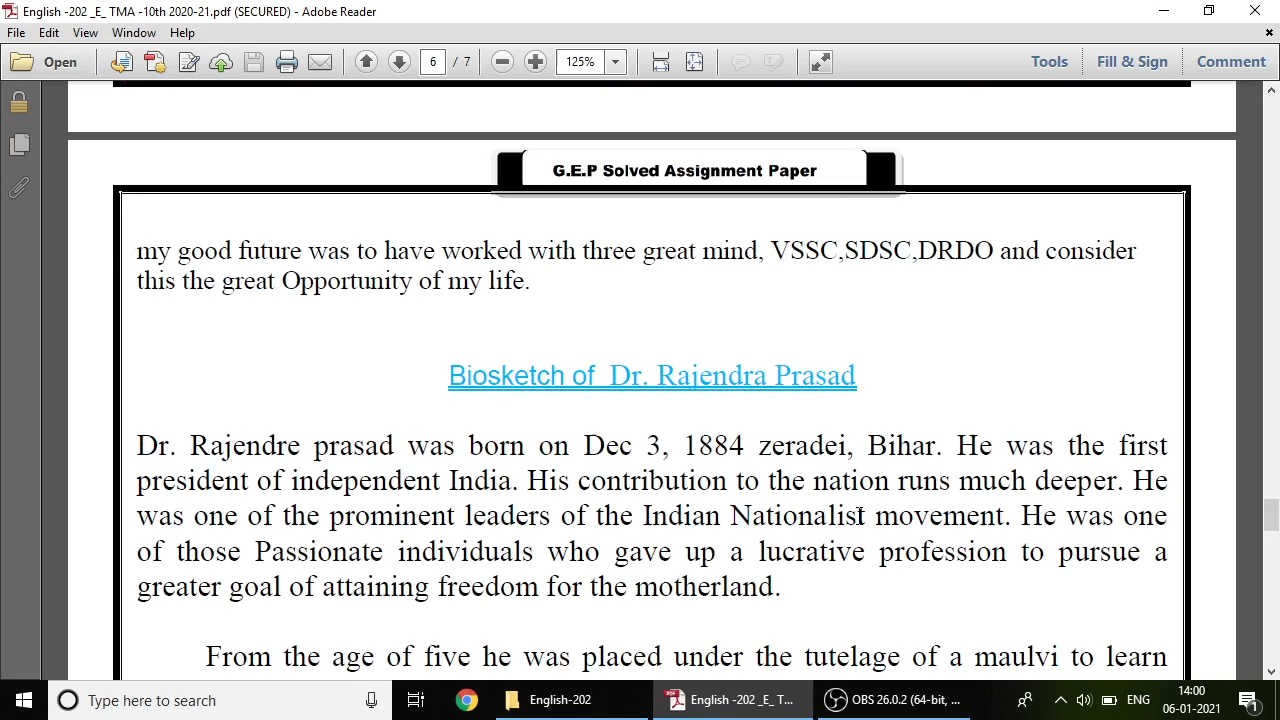 English -202 _E_ TMA -10th 2020-21.pdf (SECURED) - Adobe Reader
File Edit View Window Help
Open 6 / 7 125% Tools Fill & Sign Comment
G.E.P Solved Assignment Paper
my good future was to have worked with three great mind, VSSC,SDSC,DRDO and consider
this the great Opportunity of my life.
Biosketch of Dr. Rajendra Prasad
Dr. Rajendre prasad was born on Dec 3, 1884 zeradei, Bihar. He was the first
president of independent India. His contribution to the nation runs much deeper. He
was one of the prominent leaders of the Indian Nationalist movement. He was one
of those Passionate individuals who gave up a lucrative profession to pursue a
greater goal of attaining freedom for the motherland.
From the age of five he was placed under the tutelage of a maulvi to learn
Type here to search English-202 English -202 _E_ T... OBS 26.0.2 (64-bit, ... ENG 14:00
06-01-2021 1